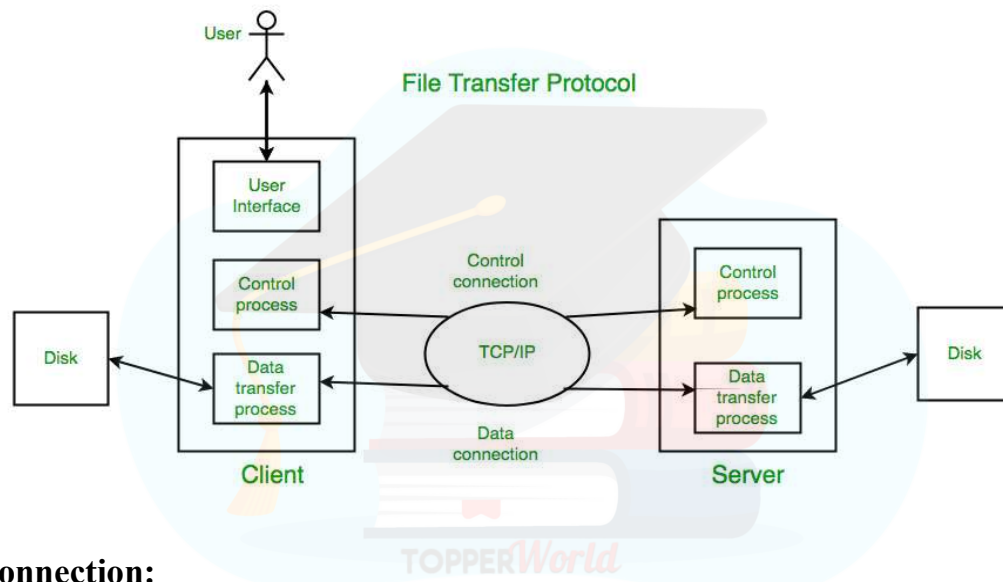 User
File Transfer Protocol
User
Interface
Control
process
Data
transfer
process
Disk
Client
Control
connection
TCP/IP
Data
connection
Control
process
Data
transfer
process
Disk
Server
TOPPERWorld
onnection: